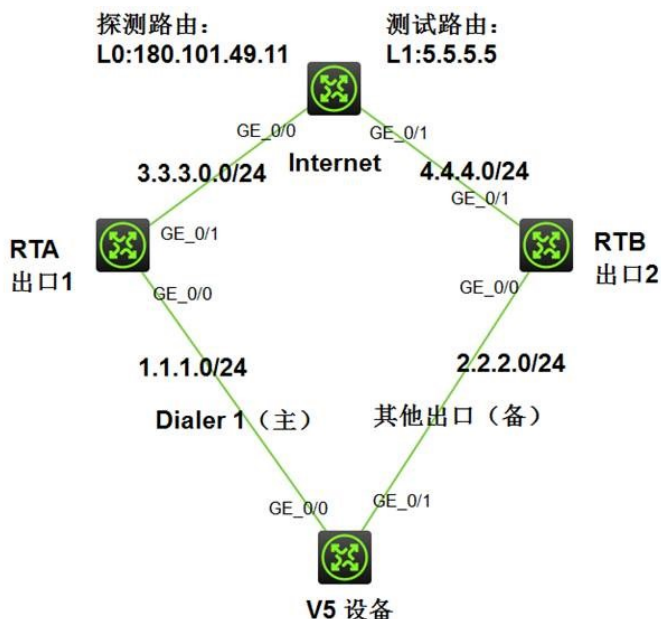 探测路由：
L0:180.101.49.11
测试路由：
L1:5.5.5.5
GE_0/0
GE_0/1
Internet
3.3.3.0.0/24
4.4.4.0/24
GE_0/1
GE_0/1
RTA
出口1
RTB
出口2
GE_0/0
GE_0/0
1.1.1.0/24
2.2.2.0/24
Dialer 1（主）
其他出口（备）
GE_0/0
GE_0/1
V5 设备